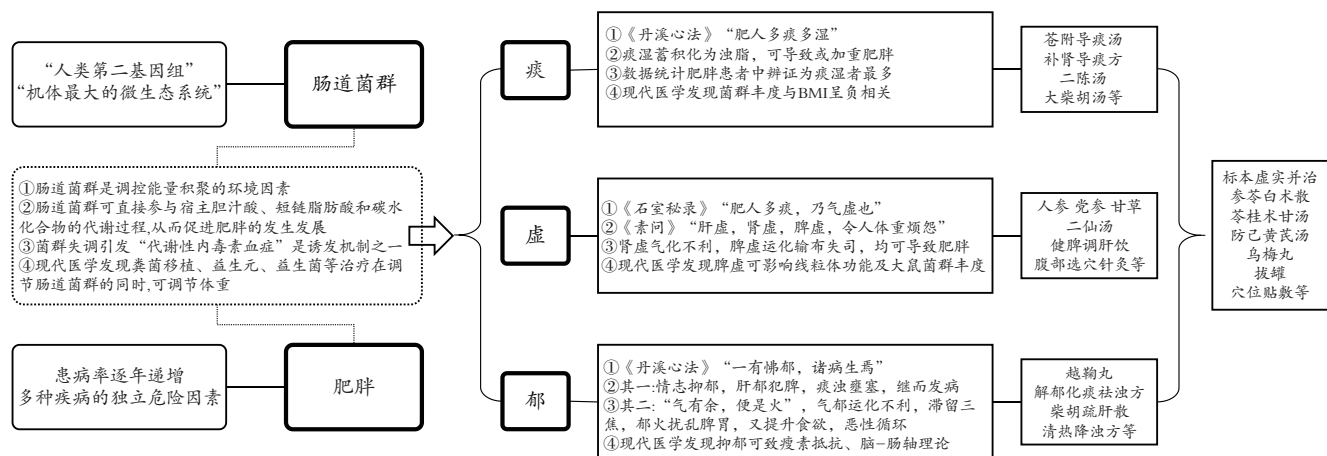 “人类第二基因组”
“机体最大的微生态系统”
肠道菌群
①肠道菌群是调控能量积聚的环境因素
②肠道菌群可直接参与宿主胆汁酸、短链脂肪酸和碳水
化合物的代谢过程,从而促进肥胖的发生发展
③菌群失调引发“代谢性内毒素血症”是诱发机制之一
④现代医学发现粪菌移植、益生元、益生菌等治疗在调
节肠道菌群的同时,可调节体重
患病率逐年递增
多种疾病的独立危险因素
肥胖
痰
①《丹溪心法》“肥人多痰多湿”
②痰湿蓄积化为浊脂，可导致或加重肥胖
③数据统计肥胖患者中辨证为痰湿者最多
④现代医学发现菌群丰度与BMI呈负相关
苍附导痰汤
补肾导痰方
二陈汤
大柴胡汤等
虚
①《石室秘录》“肥人多痰，乃气虚也”
②《素问》“肝虚，肾虚，脾虚，令人体重烦怨”
③肾虚气化不利，脾虚运化输布失司，均可导致肥胖
④现代医学发现脾虚可影响线粒体功能及大鼠菌群丰度
人参 党参 甘草
二仙汤
健脾调肝饮
腹部选穴针灸等
郁
①《丹溪心法》“一有怫郁，诸病生焉”
②其一:情志抑郁，肝郁犯脾，痰浊壅塞，继而发病
③其二:“气有余，便是火”，气郁运化不利，滞留三
焦，郁火扰乱脾胃，又提升食欲，恶性循环
④现代医学发现抑郁可致瘦素抵抗、脑-肠轴理论
越鞠丸
解郁化痰祛浊方
柴胡疏肝散
清热降浊方等
标本虚实并治
参苓白术散
苓桂术甘汤
防己黄芪汤
乌梅丸
拔罐
穴位贴敷等